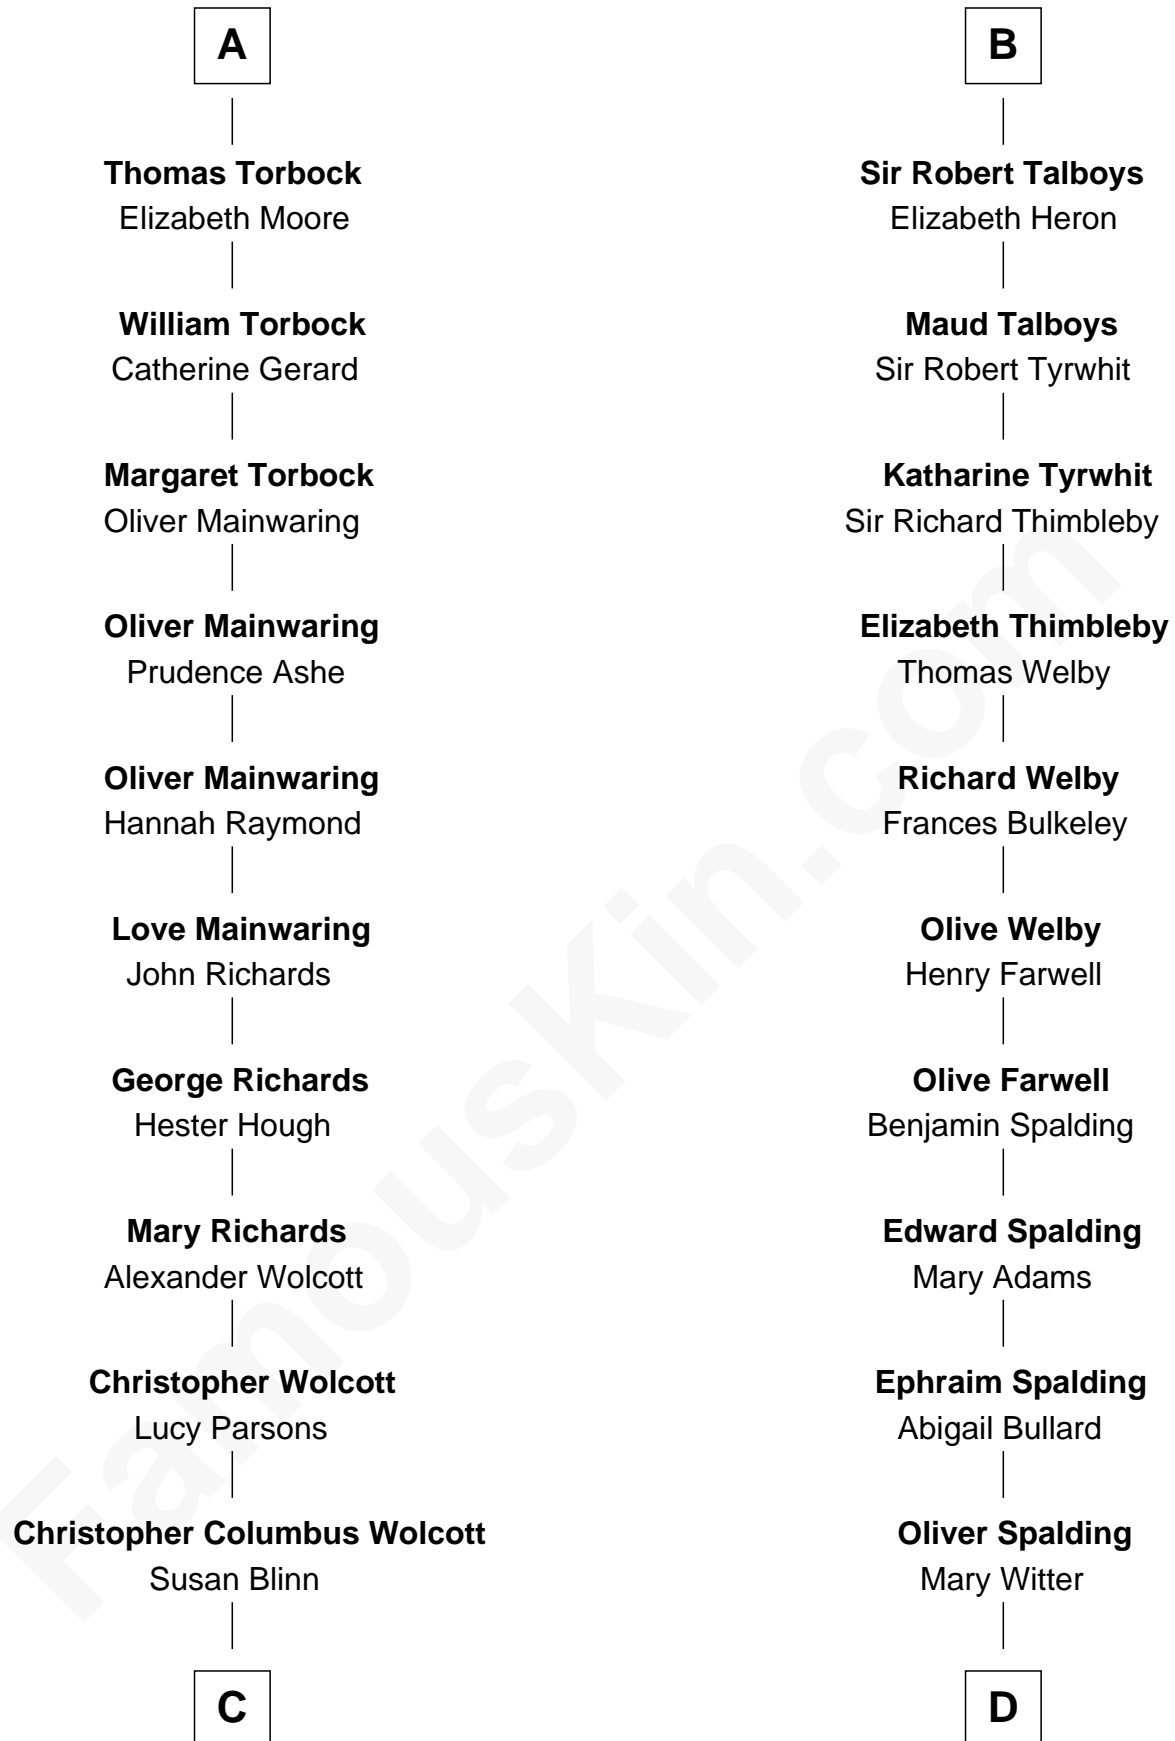 A
Thomas Torbock
Elizabeth Moore
William Torbock
Catherine Gerard
Margaret Torbock
Oliver Mainwaring
Oliver Mainwaring
Prudence Ashe
Oliver Mainwaring
Hannah Raymond
Love Mainwaring
John Richards
George Richards
Hester Hough
Mary Richards
Alexander Wolcott
Christopher Wolcott
Lucy Parsons
Christopher Columbus Wolcott
Susan Blinn
C
B
Sir Robert Talboys
Elizabeth Heron
Maud Talboys
Sir Robert Tyrwhit
Katharine Tyrwhit
Sir Richard Thimbleby
Elizabeth Thimbleby
Thomas Welby
Richard Welby
Frances Bulkeley
Olive Welby
Henry Farwell
Olive Farwell
Benjamin Spalding
Edward Spalding
Mary Adams
Ephraim Spalding
Abigail Bullard
Oliver Spalding
Mary Witter
D
FamousKin.com